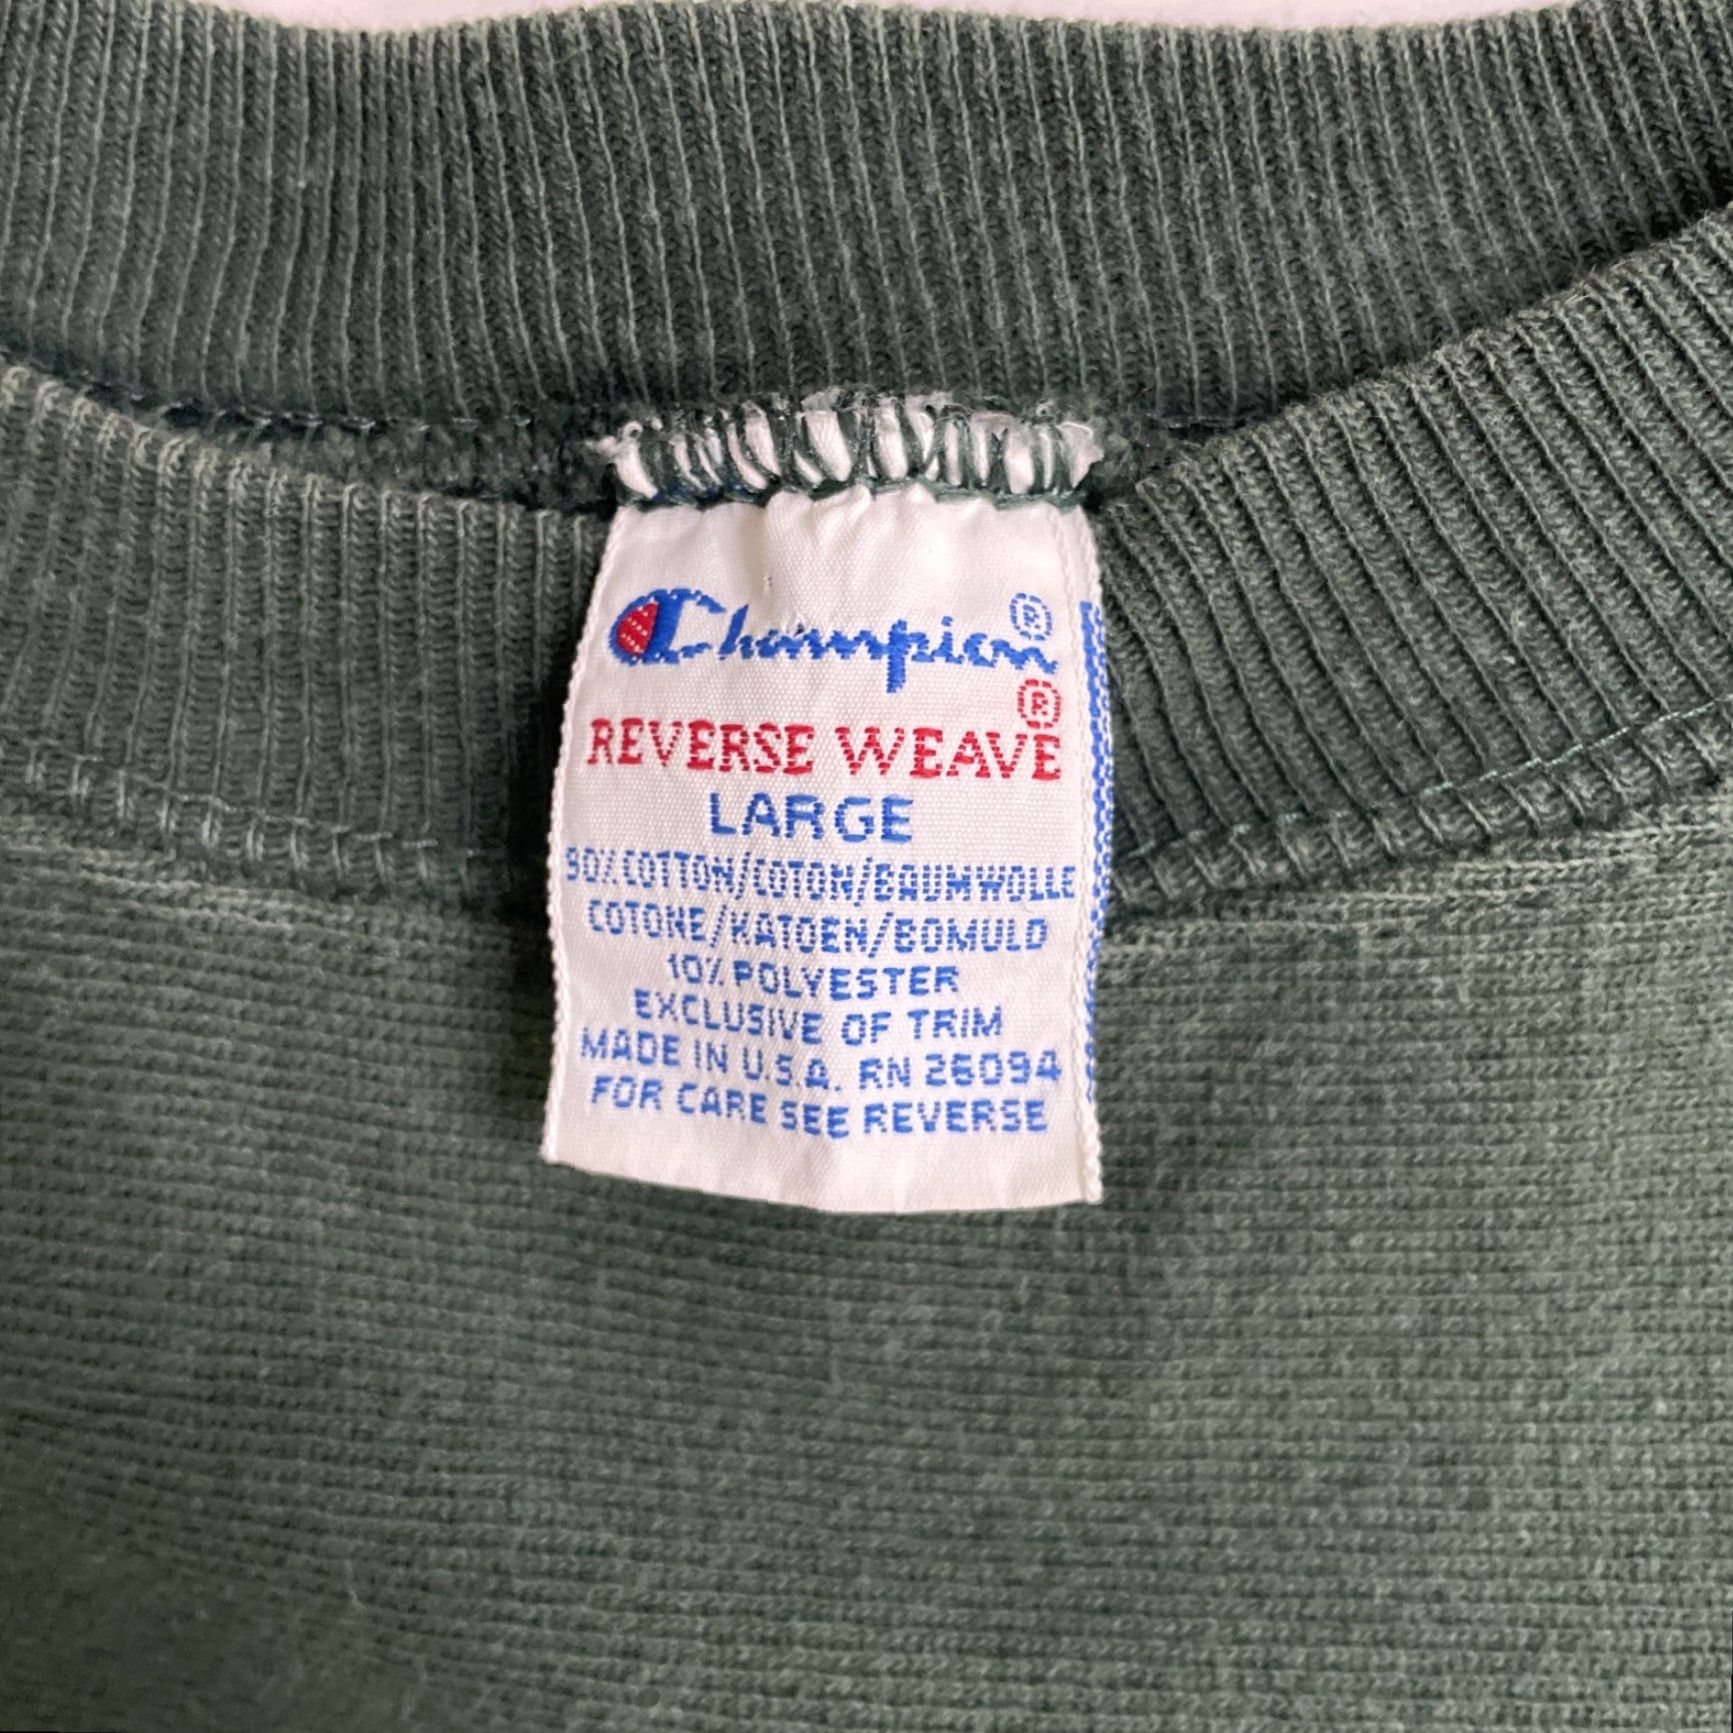 Champion®
REVERSE WEAVE®
LARGE
90% COTTON/COTON/BAUMWOLLE
COTONE/KATOEN/BOMULD
10% POLYESTER
EXCLUSIVE OF TRIM
MADE IN U.S.A. RN 26094
FOR CARE SEE REVERSE